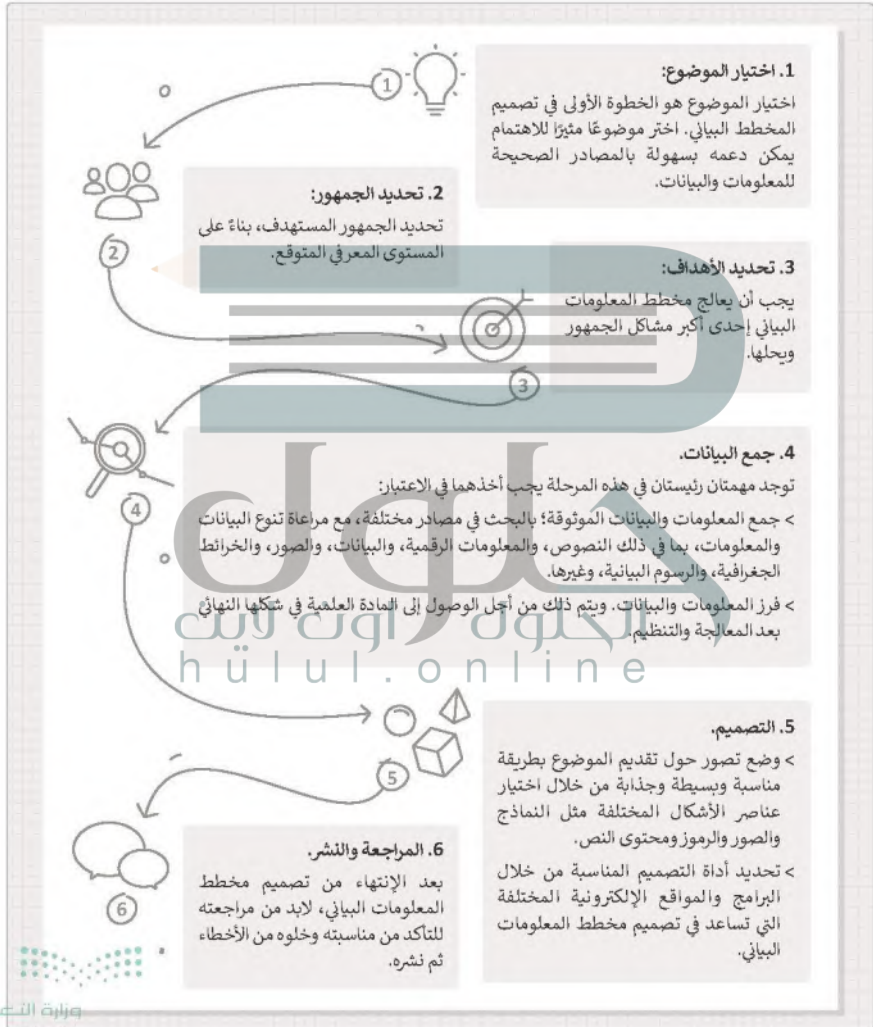 1. اختيار الموضوع:
اختيار الموضوع هو الخطوة الأولى في تصميم
المخطط البياني. اختر موضوعًا مثيرًا للاهتمام
يمكن دعمه بسهولة بالمصادر الصحيحة
للمعلومات والبيانات.
1
2. تحديد الجمهور:
تحديد الجمهور المستهدف، بناءً على
المستوى المعرفي المتوقع.
2
3. تحديد الأهداف:
يجب أن يعالج مخطط المعلومات
البياني إحدى أكبر مشاكل الجمهور
ويحلها.
3
4. جمع البيانات.
توجد مهمتان رئيستان في هذه المرحلة يجب أخذهما في الاعتبار:
> جمع المعلومات والبيانات الموثوقة؛ بالبحث في مصادر مختلفة، مع مراعاة تنوع البيانات
والمعلومات، بما في ذلك النصوص، والمعلومات الرقمية، والبيانات، والصور، والخرائط
الجغرافية، والرسوم البيانية، وغيرها.
> فرز المعلومات والبيانات. ويتم ذلك من أجل الوصول إلى المادة العلمية في شكلها النهائي
بعد المعالجة والتنظيم.
4
حلول
الحلول اون لاين
hülul.online
5. التصميم.
> وضع تصور حول تقديم الموضوع بطريقة
مناسبة وبسيطة وجذابة من خلال اختيار
عناصر الأشكال المختلفة مثل النماذج
والصور والرموز ومحتوى النص.
> تحديد أداة التصميم المناسبة من خلال
البرامج والمواقع الإلكترونية المختلفة
التي تساعد في تصميم مخطط المعلومات
البياني.
5
6. المراجعة والنشر.
بعد الإنتهاء من تصميم مخطط
المعلومات البياني، لابد من مراجعته
للتأكد من مناسبته وخلوه من الأخطاء
ثم نشره.
6
وزارة التع